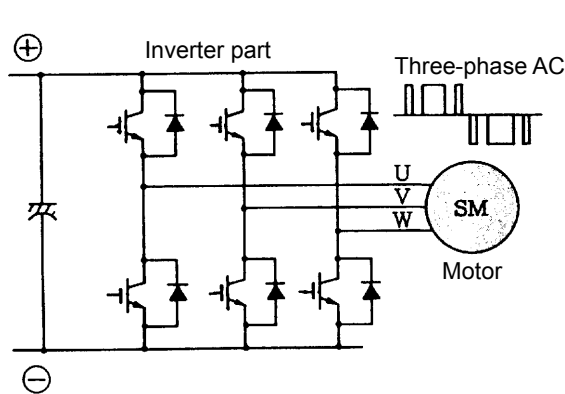 ⊕
Inverter part
Three-phase AC
U
V
W
SM
Motor
⊖